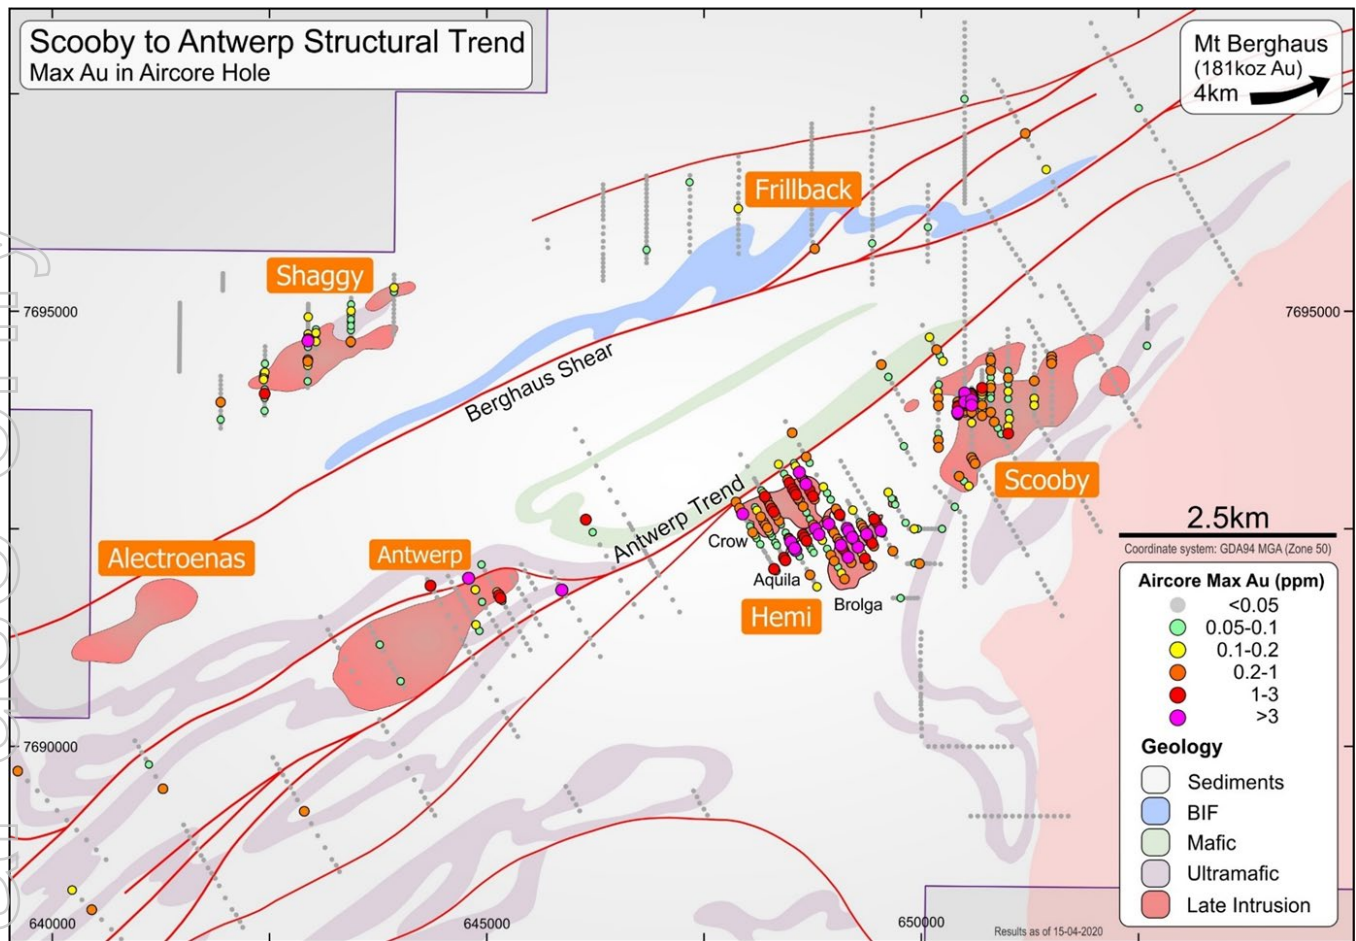 Scooby to Antwerp Structural Trend
Max Au in Aircore Hole
Mt Berghaus
(181koz Au)
4km
Frillback
Shaggy
7695000
7695000
Berghaus Shear
Scooby
Antwerp Trend
2.5km
Coordinate system: GDA94 MGA (Zone 50)
Crow
Alectroenas
Antwerp
Aquila
Brolga
Hemi
Aircore Max Au (ppm)
<0.05
0.05-0.1
0.1-0.2
0.2-1
1-3
>3
7690000
Geology
Sediments
BIF
Mafic
Ultramafic
Late Intrusion
640000
645000
650000
Results as of 15-04-2020